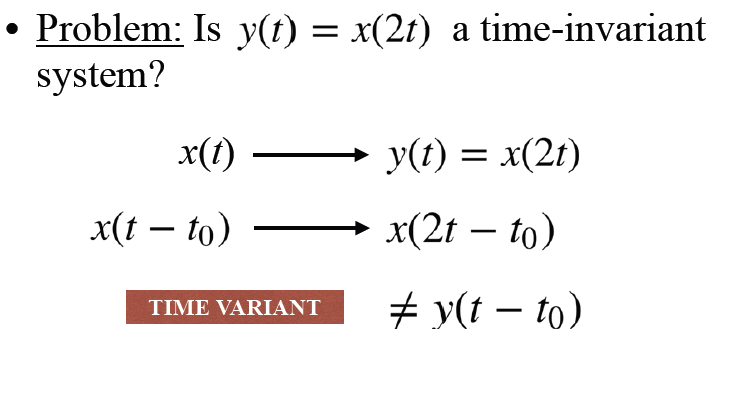 • Problem: Is y(t) = x(2t) a time-invariant
system?
x(t) ⟶ y(t) = x(2t)
x(t − t₀) ⟶ x(2t − t₀)
TIME VARIANT ≠ y(t − t₀)